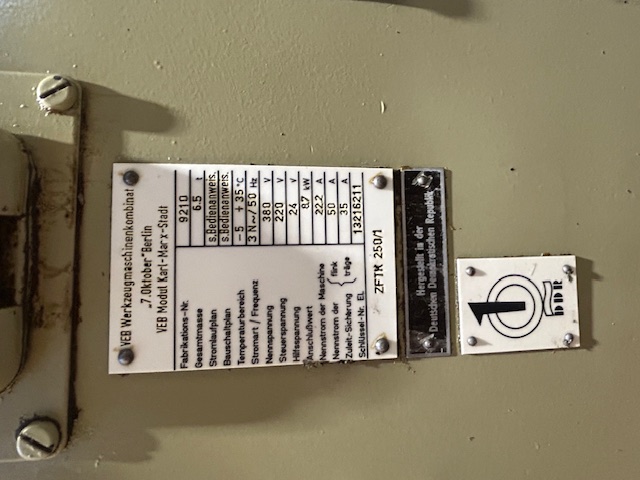 VEB Werkzeugmaschinenkombinat
„7. Oktober" Berlin
VEB Modul Karl-Marx-Stadt
Fabrikations-Nr. 9210
Gesamtmasse 6.5 t
Stromlaufplan s.Bedienanweis.
Bauschaltplan s.Bedienanweis.
Temperaturbereich -5 +35 °C
Stromart / Frequenz 3 N~/50 Hz
Nennspannung 380 V
Steuerspannung 220 V
Hilfsspannung 24 V
Anschlußwert 8,7 kW
Nennstrom der Maschine 22,2 A
Nennstrom der flink 50 A
Zuleit.-Sicherung träge 35 A
Schlüssel-Nr. EL 13216211
ZFTK 250/1
Hergestellt in der
Deutschen Demokratischen Republik
1Q
DDR